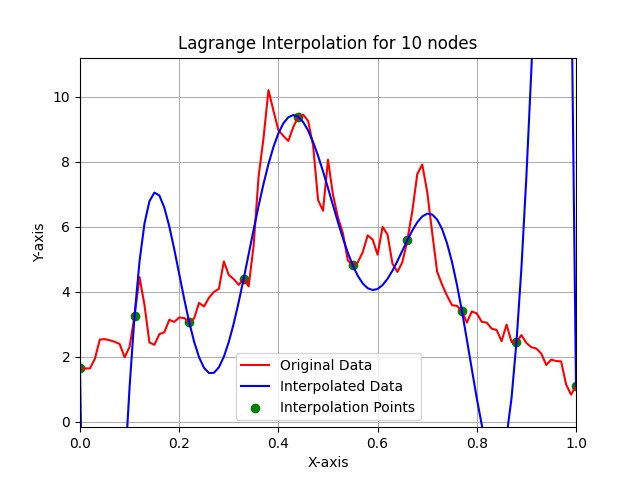 Lagrange Interpolation for 10 nodes
Y-axis
10
8
6
4
2
0
0.0 0.2 0.4 0.6 0.8 1.0
X-axis
Original Data
Interpolated Data
Interpolation Points